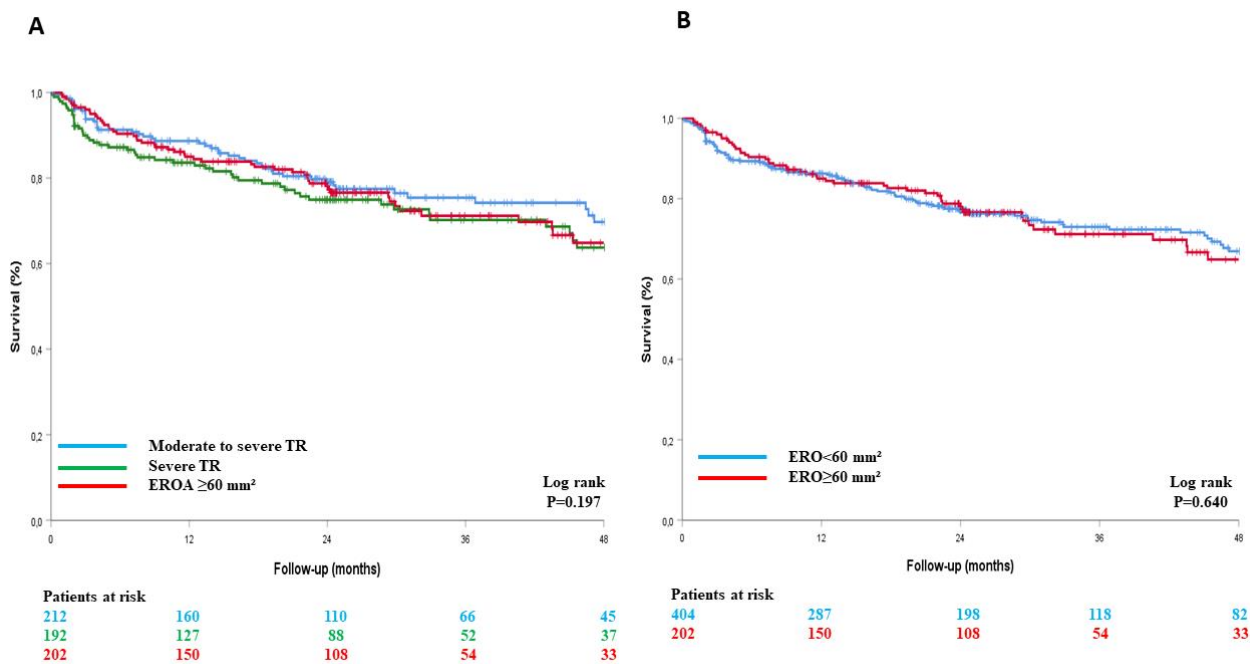 A
1,0
0,8
0,6
0,4
0,2
0,0
Survival (%)
Moderate to severe TR
Severe TR
EROA ≥60 mm²
Log rank
P=0.197
0 12 24 36 48
Follow-up (months)
Patients at risk
212 160 110 66 45
192 127 88 52 37
202 150 108 54 33
B
1,0
0,8
0,6
0,4
0,2
0,0
Survival (%)
ERO<60 mm²
ERO≥60 mm²
Log rank
P=0.640
0 12 24 36 48
Follow-up (months)
Patients at risk
404 287 198 118 82
202 150 108 54 33